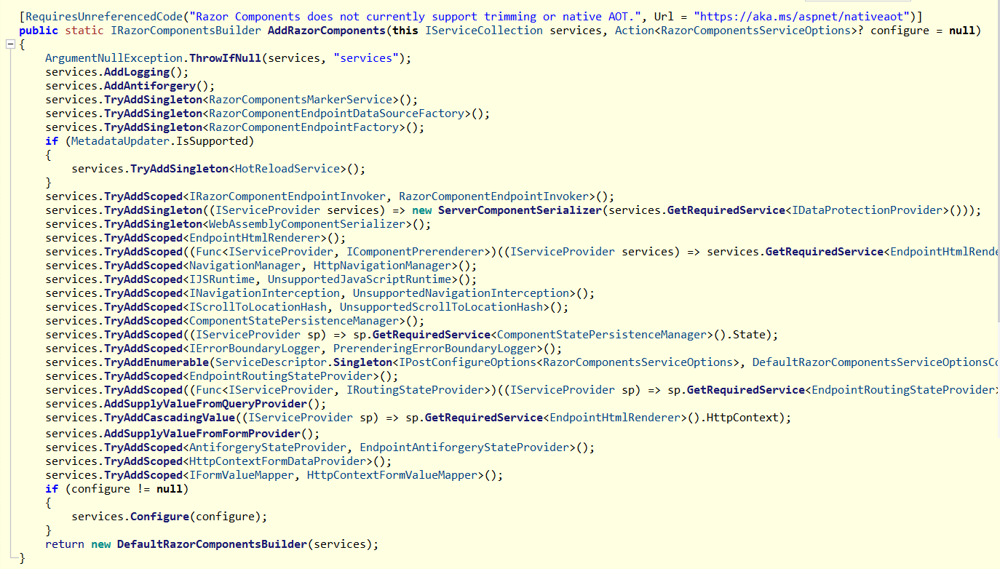 [RequiresUnreferencedCode("Razor Components does not currently support trimming or native AOT.", Url = "https://aka.ms/aspnet/nativeaot")]
public static IRazorComponentsBuilder AddRazorComponents(this IServiceCollection services, Action<RazorComponentsServiceOptions>? configure = null)
{
    ArgumentNullException.ThrowIfNull(services, "services");
    services.AddLogging();
    services.AddAntiforgery();
    services.TryAddSingleton<RazorComponentsMarkerService>();
    services.TryAddSingleton<RazorComponentEndpointDataSourceFactory>();
    services.TryAddSingleton<RazorComponentEndpointFactory>();
    if (MetadataUpdater.IsSupported)
    {
        services.TryAddSingleton<HotReloadService>();
    }
    services.TryAddScoped<IRazorComponentEndpointInvoker, RazorComponentEndpointInvoker>();
    services.TryAddSingleton((IServiceProvider services) => new ServerComponentSerializer(services.GetRequiredService<IDataProtectionProvider>()));
    services.TryAddSingleton<WebAssemblyComponentSerializer>();
    services.TryAddScoped<EndpointHtmlRenderer>();
    services.TryAddScoped((Func<IServiceProvider, IComponentPrerenderer>)((IServiceProvider services) => services.GetRequiredService<EndpointHtmlRende
    services.TryAddScoped<NavigationManager, HttpNavigationManager>();
    services.TryAddScoped<IJSRuntime, UnsupportedJavaScriptRuntime>();
    services.TryAddScoped<INavigationInterception, UnsupportedNavigationInterception>();
    services.TryAddScoped<IScrollToLocationHash, UnsupportedScrollToLocationHash>();
    services.TryAddScoped<ComponentStatePersistenceManager>();
    services.TryAddScoped((IServiceProvider sp) => sp.GetRequiredService<ComponentStatePersistenceManager>().State);
    services.TryAddScoped<IErrorBoundaryLogger, PrerenderingErrorBoundaryLogger>();
    services.TryAddEnumerable(ServiceDescriptor.Singleton<IPostConfigureOptions<RazorComponentsServiceOptions>, DefaultRazorComponentsServiceOptionsCo
    services.TryAddScoped<EndpointRoutingStateProvider>();
    services.TryAddScoped((Func<IServiceProvider, IRoutingStateProvider>)((IServiceProvider sp) => sp.GetRequiredService<EndpointRoutingStateProvider>
    services.AddSupplyValueFromQueryProvider();
    services.TryAddCascadingValue((IServiceProvider sp) => sp.GetRequiredService<EndpointHtmlRenderer>().HttpContext);
    services.AddSupplyValueFromFormProvider();
    services.TryAddScoped<AntiforgeryStateProvider, EndpointAntiforgeryStateProvider>();
    services.TryAddScoped<HttpContextFormDataProvider>();
    services.TryAddScoped<IFormValueMapper, HttpContextFormValueMapper>();
    if (configure != null)
    {
        services.Configure(configure);
    }
    return new DefaultRazorComponentsBuilder(services);
}